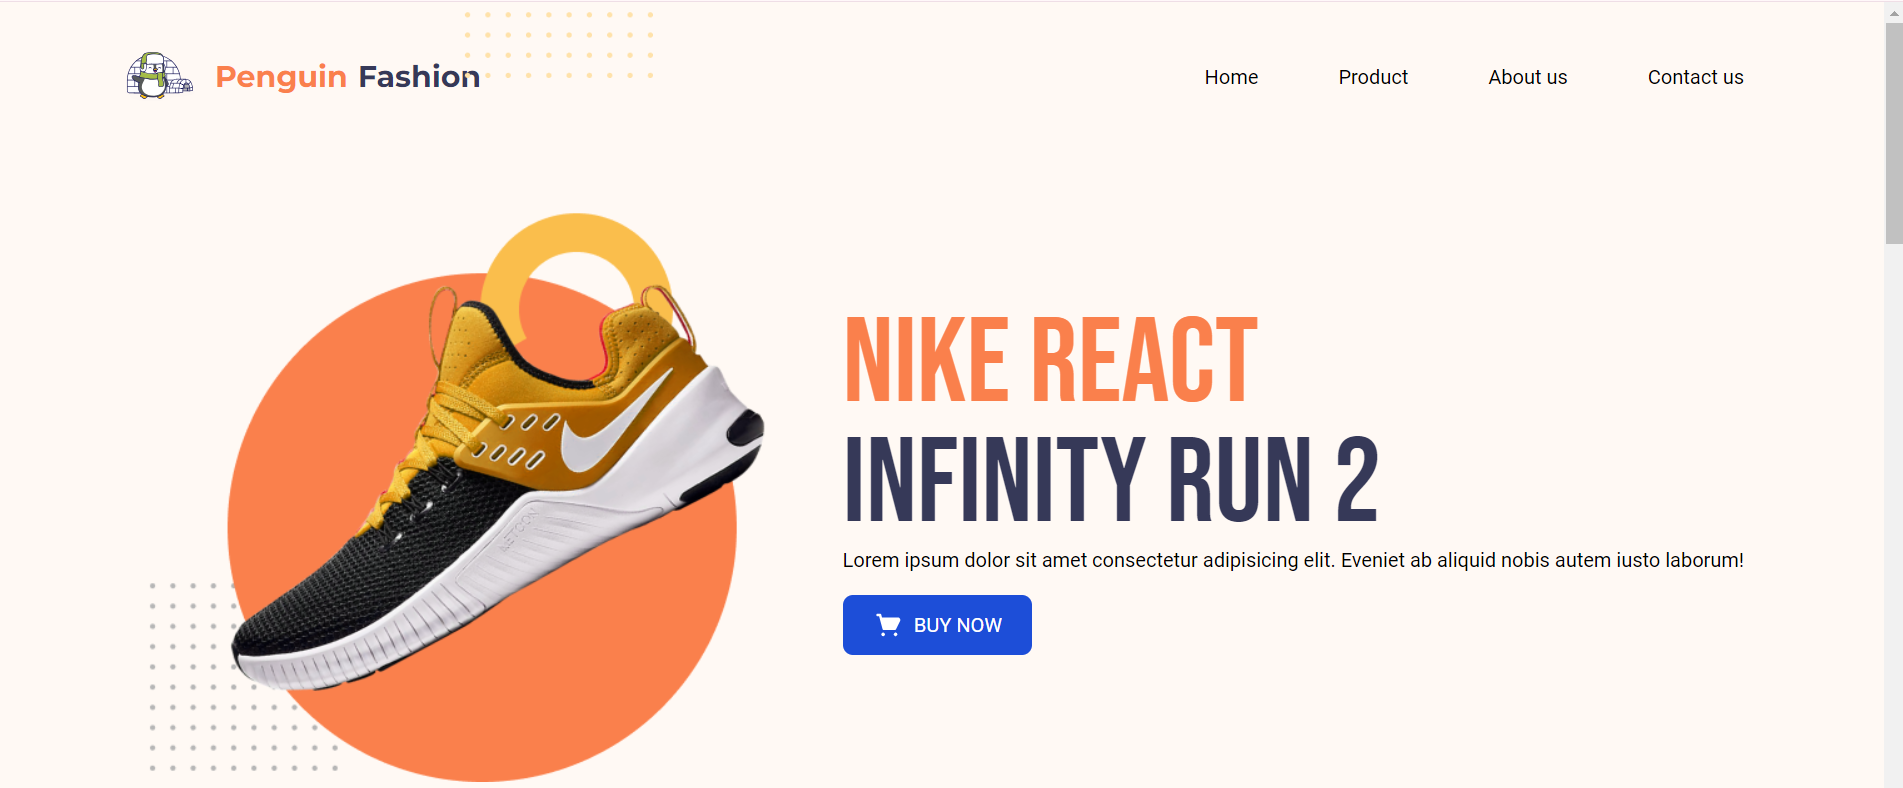 Penguin Fashion
Home
Product
About us
Contact us
NIKE REACT
INFINITY RUN 2
Lorem ipsum dolor sit amet consectetur adipisicing elit. Eveniet ab aliquid nobis autem iusto laborum!
BUY NOW
METCON